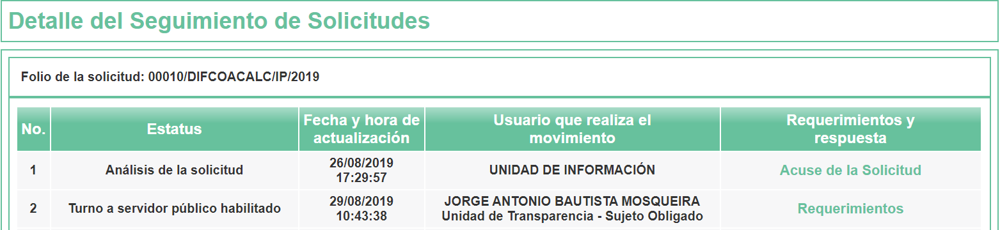 Detalle del Seguimiento de Solicitudes
Folio de la solicitud: 00010/DIFCOACALC/IP/2019
No.
Estatus
Fecha y hora de
actualización
Usuario que realiza el
movimiento
Requerimientos y
respuesta
1
Análisis de la solicitud
26/08/2019
17:29:57
UNIDAD DE INFORMACIÓN
Acuse de la Solicitud
2
Turno a servidor público habilitado
29/08/2019
10:43:38
JORGE ANTONIO BAUTISTA MOSQUEIRA
Unidad de Transparencia - Sujeto Obligado
Requerimientos